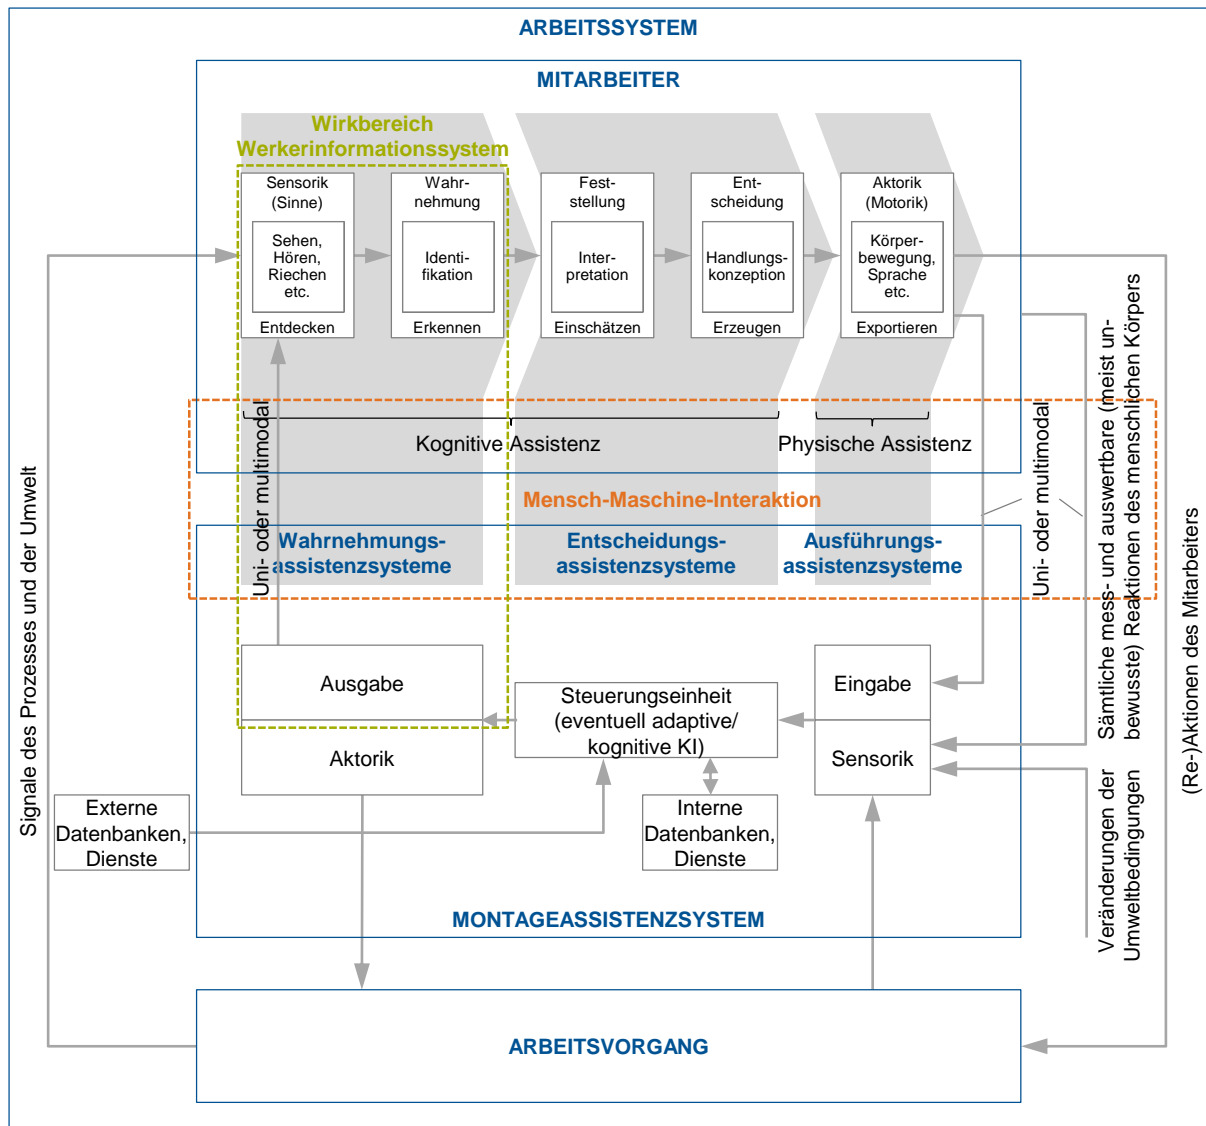 ARBEITSSYSTEM
MITARBEITER
Wirkbereich
Werkerinformationssystem
Sensorik
(Sinne)
Sehen,
Hören,
Riechen
etc.
Entdecken
Wahr-
nehmung
Identi-
fikation
Erkennen
Fest-
stellung
Inter-
pretation
Einschätzen
Ent-
scheidung
Handlungs-
konzeption
Erzeugen
Aktorik
(Motorik)
Körper-
bewegung,
Sprache
etc.
Exportieren
Kognitive Assistenz
Physische Assistenz
Mensch-Maschine-Interaktion
Wahrnehmungs-
assistenzsysteme
Entscheidungs-
assistenzsysteme
Ausführungs-
assistenzsysteme
Uni- oder multimodal
Uni- oder multimodal
Signale des Prozesses und der Umwelt
Sämtliche mess- und auswertbare (meist un-
bewusste) Reaktionen des menschlichen Körpers
(Re-)Aktionen des Mitarbeiters
Ausgabe
Aktorik
Steuerungseinheit
(eventuell adaptive/
kognitive KI)
Eingabe
Sensorik
Externe
Datenbanken,
Dienste
Interne
Datenbanken,
Dienste
Veränderungen der
Umweltbedingungen
MONTAGEASSISTENZSYSTEM
ARBEITSVORGANG